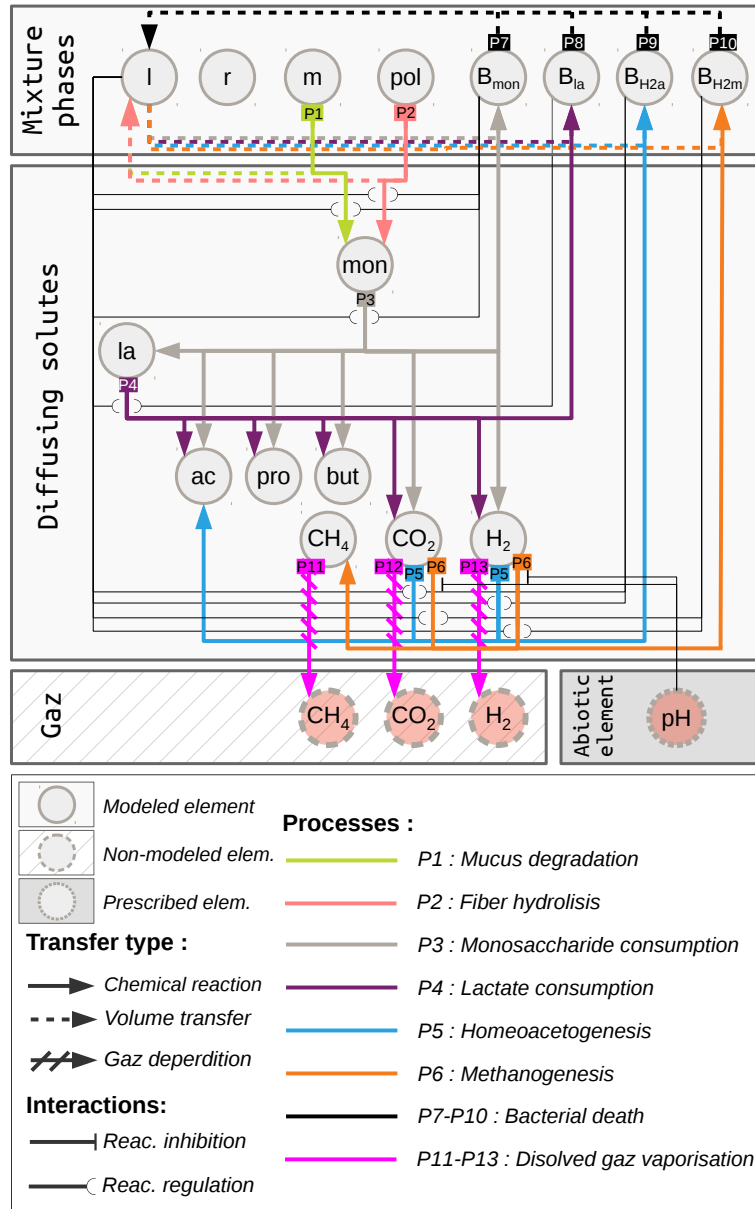 Mixture
phases
P7 P8 P9 P10
l r m pol Bmon Bla BH2a BH2m
P1 P2
Diffusing solutes
mon
P3
la
P4
ac pro but
CH4 CO2 H2
P11 P12 P5 P6 P13 P5 P6
Gaz
CH4 CO2 H2
Abiotic
element
pH
Modeled element
Non-modeled elem.
Prescribed elem.
Transfer type :
Chemical reaction
Volume transfer
Gaz deperdition
Interactions:
Reac. inhibition
Reac. regulation
Processes :
P1 : Mucus degradation
P2 : Fiber hydrolisis
P3 : Monosaccharide consumption
P4 : Lactate consumption
P5 : Homeoacetogenesis
P6 : Methanogenesis
P7-P10 : Bacterial death
P11-P13 : Disolved gaz vaporisation